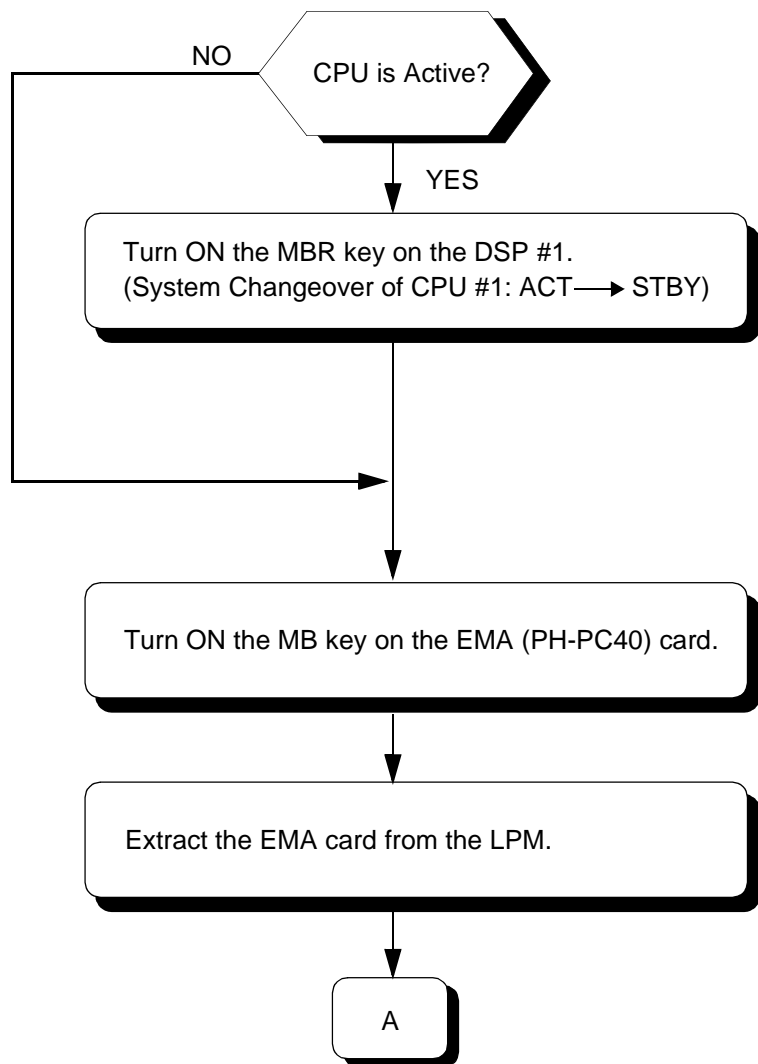 NO
CPU is Active?
YES
Turn ON the MBR key on the DSP #1.
(System Changeover of CPU #1: ACT → STBY)
Turn ON the MB key on the EMA (PH-PC40) card.
Extract the EMA card from the LPM.
A